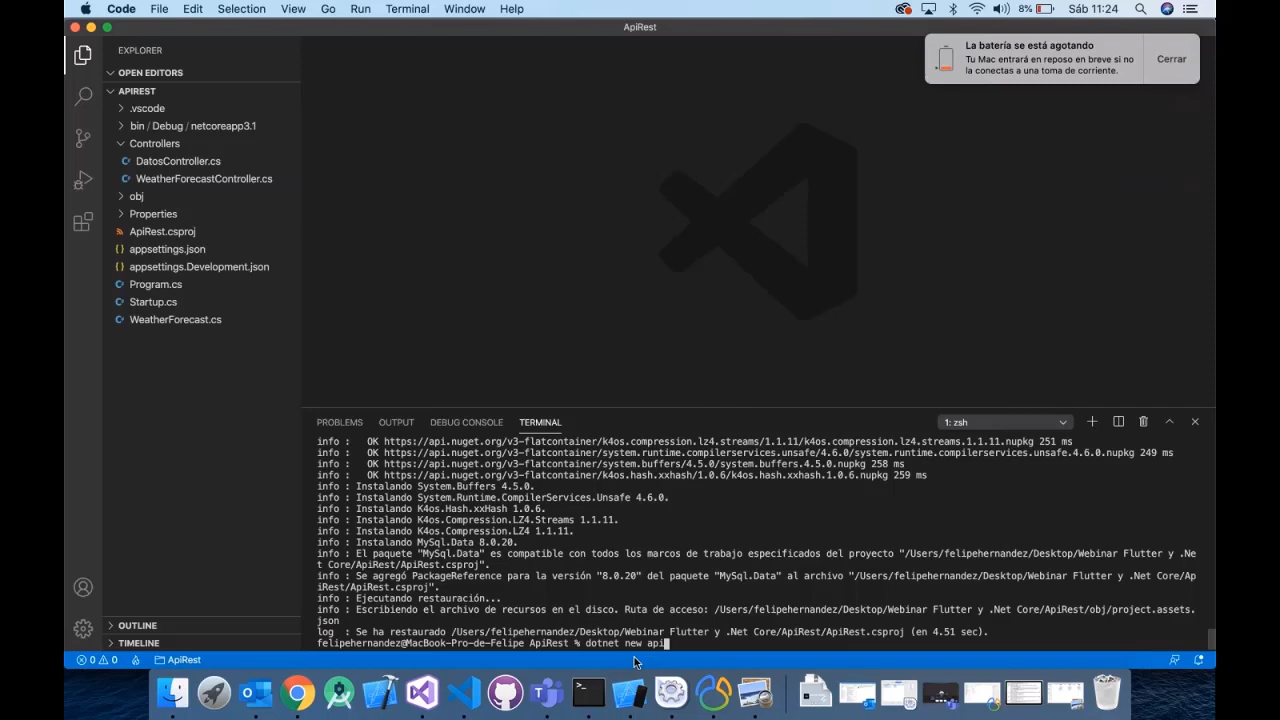 Code File Edit Selection View Go Run Terminal Window Help 8% Sáb 11:24
ApiRest
La batería se está agotando
Tu Mac entrará en reposo en breve si no
la conectas a una toma de corriente.
Cerrar
EXPLORER
OPEN EDITORS
APIREST
.vscode
bin / Debug / netcoreapp3.1
Controllers
DatosController.cs
WeatherForecastController.cs
obj
Properties
ApiRest.csproj
{} appsettings.json
{} appsettings.Development.json
Program.cs
Startup.cs
WeatherForecast.cs
OUTLINE
TIMELINE
PROBLEMS OUTPUT DEBUG CONSOLE TERMINAL 1: zsh
info : OK https://api.nuget.org/v3-flatcontainer/k4os.compression.lz4.streams/1.1.11/k4os.compression.lz4.streams.1.1.11.nupkg 251 ms
info : OK https://api.nuget.org/v3-flatcontainer/system.runtime.compilerservices.unsafe/4.6.0/system.runtime.compilerservices.unsafe.4.6.0.nupkg 249 ms
info : OK https://api.nuget.org/v3-flatcontainer/system.buffers/4.5.0/system.buffers.4.5.0.nupkg 258 ms
info : OK https://api.nuget.org/v3-flatcontainer/k4os.hash.xxhash/1.0.6/k4os.hash.xxhash.1.0.6.nupkg 259 ms
info : Instalando System.Buffers 4.5.0.
info : Instalando System.Runtime.CompilerServices.Unsafe 4.6.0.
info : Instalando K4os.Hash.xxHash 1.0.6.
info : Instalando K4os.Compression.LZ4.Streams 1.1.11.
info : Instalando K4os.Compression.LZ4 1.1.11.
info : Instalando MySql.Data 8.0.20.
info : El paquete "MySql.Data" es compatible con todos los marcos de trabajo especificados del proyecto "/Users/felipehernandez/Desktop/Webinar Flutter y .Ne
t Core/ApiRest/ApiRest.csproj".
info : Se agregó PackageReference para la versión "8.0.20" del paquete "MySql.Data" al archivo "/Users/felipehernandez/Desktop/Webinar Flutter y .Net Core/Ap
iRest/ApiRest.csproj".
info : Ejecutando restauración...
info : Escribiendo el archivo de recursos en el disco. Ruta de acceso: /Users/felipehernandez/Desktop/Webinar Flutter y .Net Core/ApiRest/obj/project.assets.
json
log : Se ha restaurado /Users/felipehernandez/Desktop/Webinar Flutter y .Net Core/ApiRest/ApiRest.csproj (en 4.51 sec).
felipehernandez@MacBook-Pro-de-Felipe ApiRest % dotnet new api
0 0 ApiRest